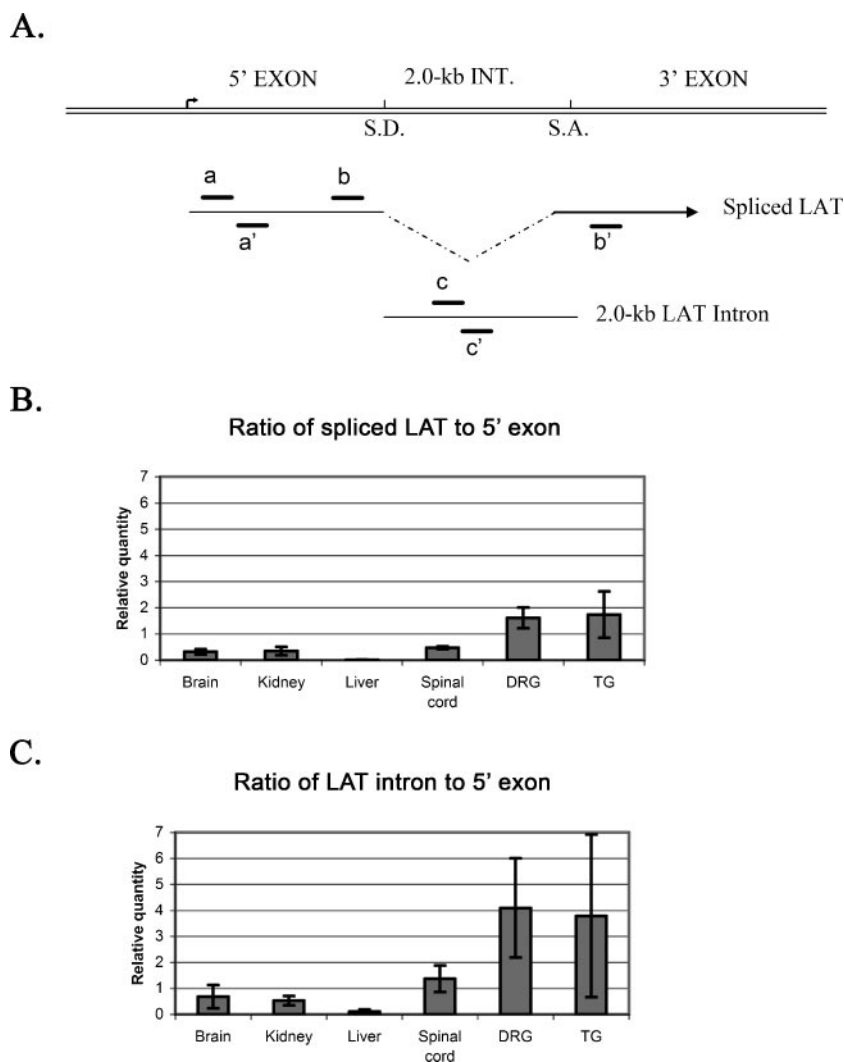 A.
5' EXON 2.0-kb INT. 3' EXON
S.D. S.A.
a b
Spliced LAT
a' b'
c
2.0-kb LAT Intron
c'
B.
Ratio of spliced LAT to 5' exon
Relative quantity
7
6
5
4
3
2
1
0
Brain Kidney Liver Spinal cord DRG TG
C.
Ratio of LAT intron to 5' exon
Relative quantity
7
6
5
4
3
2
1
0
Brain Kidney Liver Spinal cord DRG TG